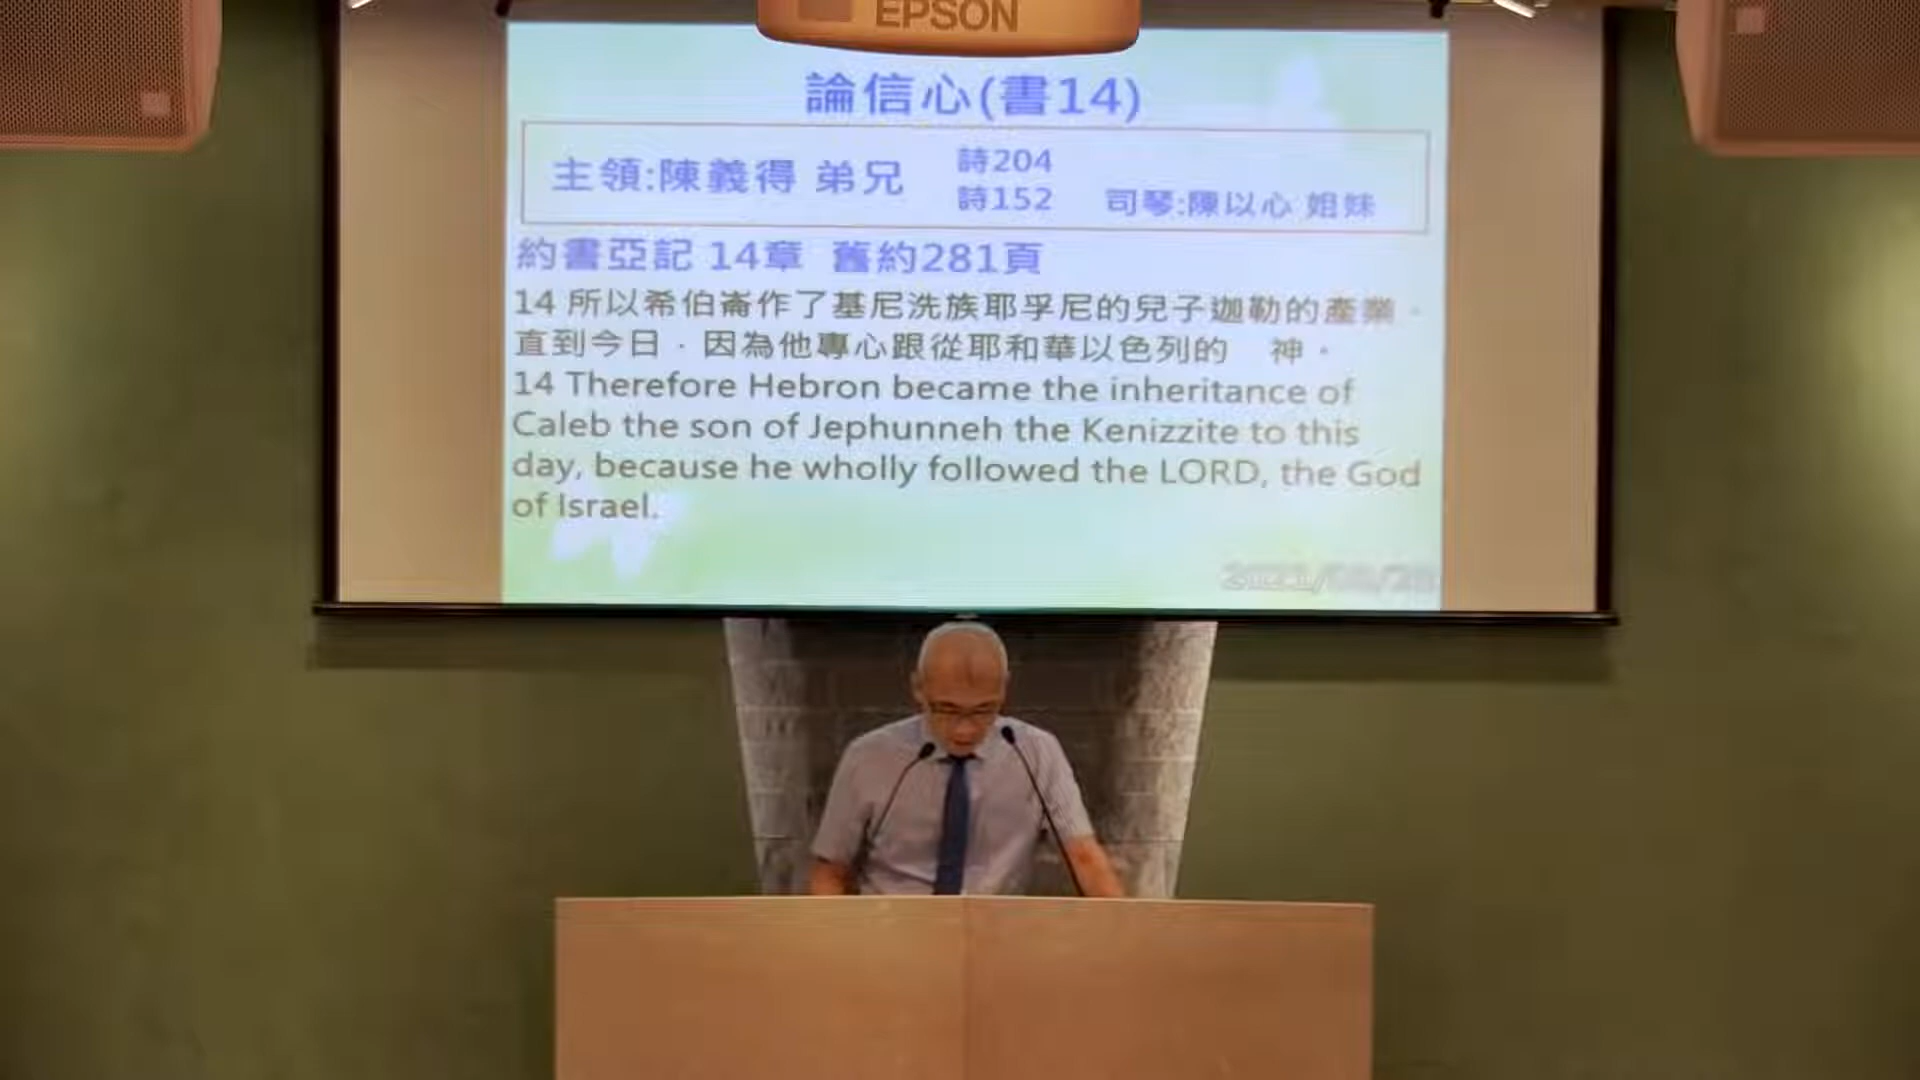 EPSON
論信心(書14)
主領:陳義得 弟兄
詩204
詩152
司琴:陳以心 姐妹
約書亞記 14章 舊約281頁
14 所以希伯崙作了基尼洗族耶孚尼的兒子迦勒的產業．
直到今日．因為他專心跟從耶和華以色列的 神。
14 Therefore Hebron became the inheritance of
Caleb the son of Jephunneh the Kenizzite to this
day, because he wholly followed the LORD, the God
of Israel.